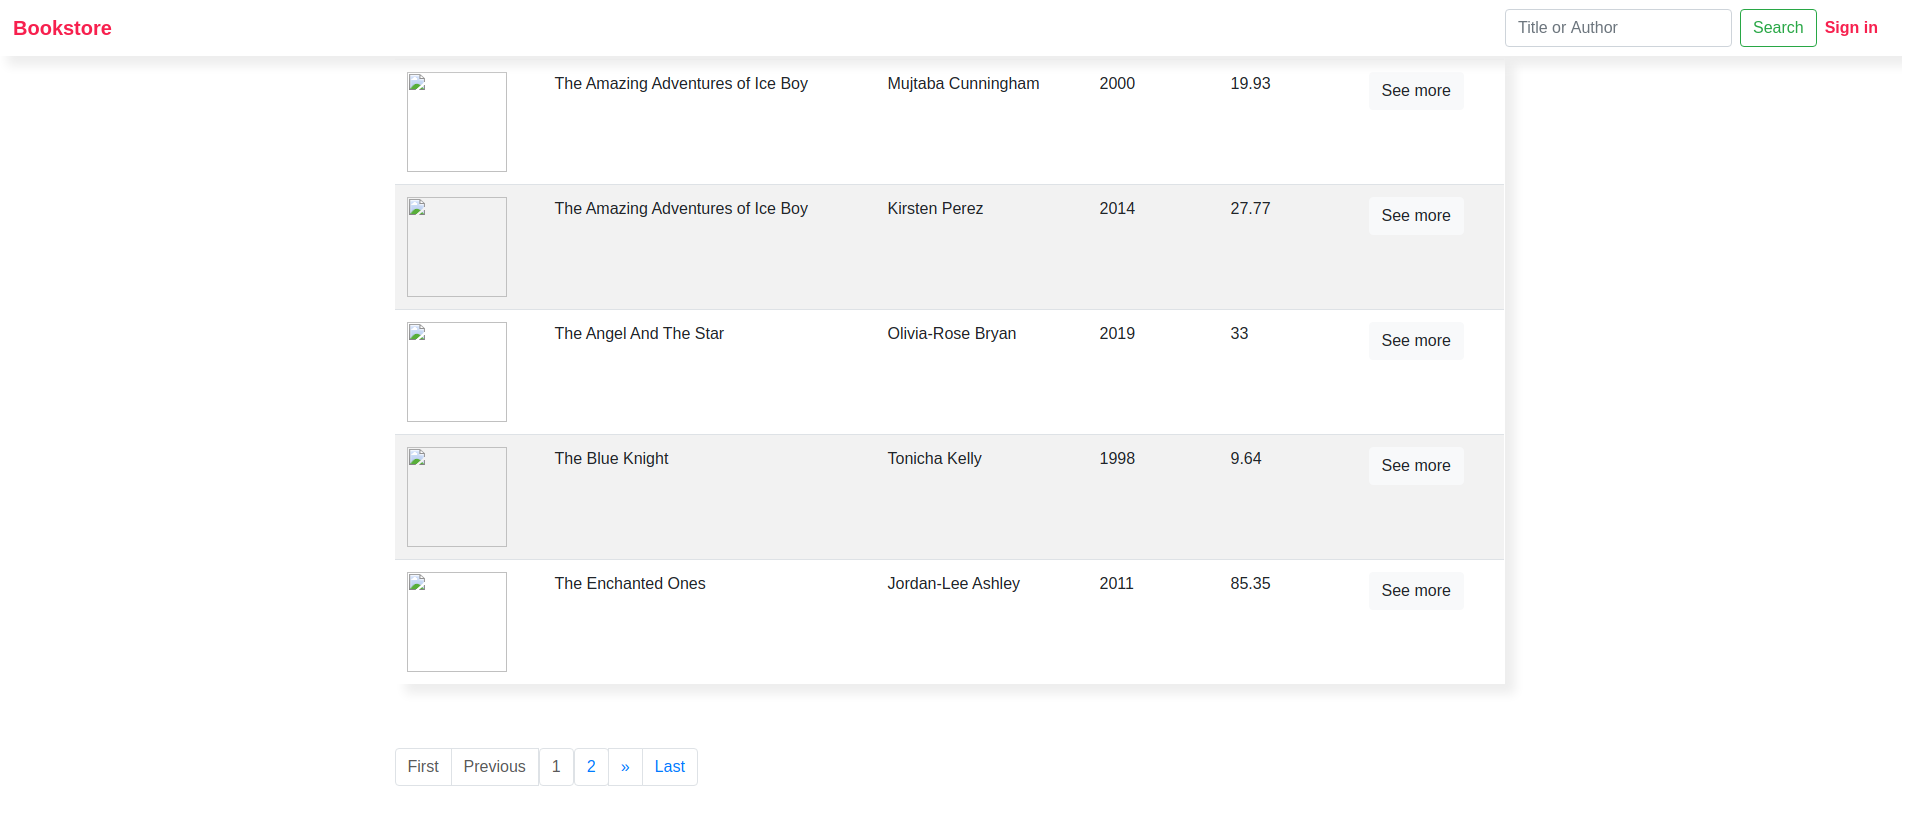 Bookstore Title or Author Search Sign in
The Amazing Adventures of Ice Boy Mujtaba Cunningham 2000 19.93 See more
The Amazing Adventures of Ice Boy Kirsten Perez 2014 27.77 See more
The Angel And The Star Olivia-Rose Bryan 2019 33 See more
The Blue Knight Tonicha Kelly 1998 9.64 See more
The Enchanted Ones Jordan-Lee Ashley 2011 85.35 See more
First Previous 1 2 » Last